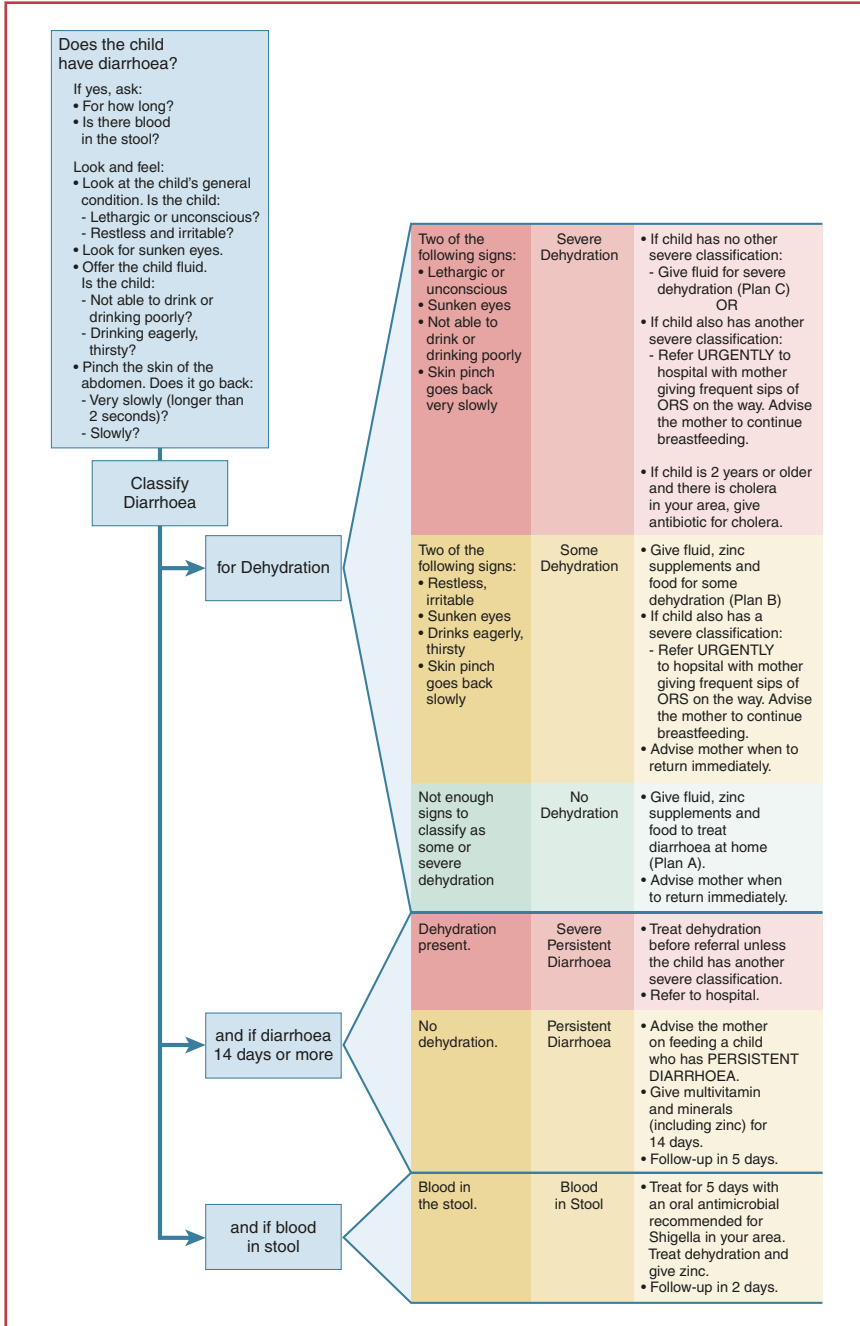 Does the child
have diarrhoea?
If yes, ask:
• For how long?
• Is there blood
in the stool?
Look and feel:
• Look at the child's general
condition. Is the child:
- Lethargic or unconscious?
- Restless and irritable?
• Look for sunken eyes.
• Offer the child fluid.
Is the child:
- Not able to drink or
drinking poorly?
- Drinking eagerly,
thirsty?
• Pinch the skin of the
abdomen. Does it go back:
- Very slowly (longer than
2 seconds)?
- Slowly?
Classify
Diarrhoea
for Dehydration
Two of the
following signs:
• Lethargic or
unconscious
• Sunken eyes
• Not able to
drink or
drinking poorly
• Skin pinch
goes back
very slowly
Severe
Dehydration
• If child has no other
severe classification:
- Give fluid for severe
dehydration (Plan C)
OR
• If child also has another
severe classification:
- Refer URGENTLY to
hospital with mother
giving frequent sips of
ORS on the way. Advise
the mother to continue
breastfeeding.
• If child is 2 years or older
and there is cholera
in your area, give
antibiotic for cholera.
Two of the
following signs:
• Restless,
irritable
• Sunken eyes
• Drinks eagerly,
thirsty
• Skin pinch
goes back
slowly
Some
Dehydration
• Give fluid, zinc
supplements and
food for some
dehydration (Plan B)
• If child also has a
severe classification:
- Refer URGENTLY
to hopsital with mother
giving frequent sips of
ORS on the way. Advise
the mother to continue
breastfeeding.
• Advise mother when to
return immediately.
Not enough
signs to
classify as
some or
severe
dehydration
No
Dehydration
• Give fluid, zinc
supplements and
food to treat
diarrhoea at home
(Plan A).
• Advise mother when
to return immediately.
and if diarrhoea
14 days or more
Dehydration
present.
Severe
Persistent
Diarrhoea
• Treat dehydration
before referral unless
the child has another
severe classification.
• Refer to hospital.
No
dehydration.
Persistent
Diarrhoea
• Advise the mother
on feeding a child
who has PERSISTENT
DIARRHOEA.
• Give multivitamin
and minerals
(including zinc) for
14 days.
• Follow-up in 5 days.
and if blood
in stool
Blood in
the stool.
Blood
in Stool
• Treat for 5 days with
an oral antimicrobial
recommended for
Shigella in your area.
Treat dehydration and
give zinc.
• Follow-up in 2 days.